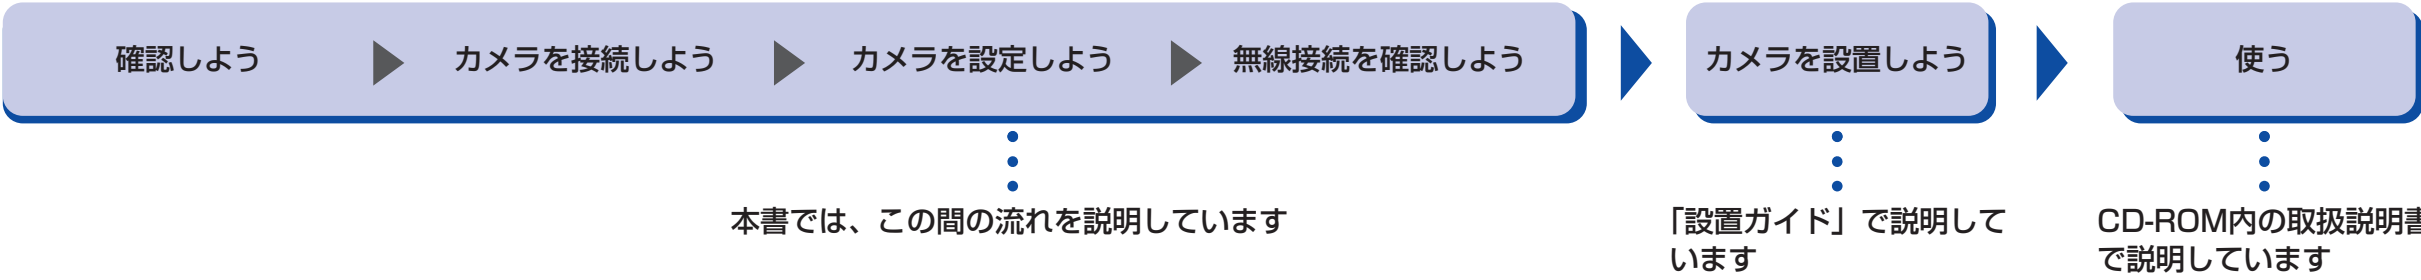 確認しよう カメラを接続しよう カメラを設定しよう 無線接続を確認しよう カメラを設置しよう 使う
本書では、この間の流れを説明しています
「設置ガイド」で説明して
います
CD-ROM内の取扱説明書
で説明しています